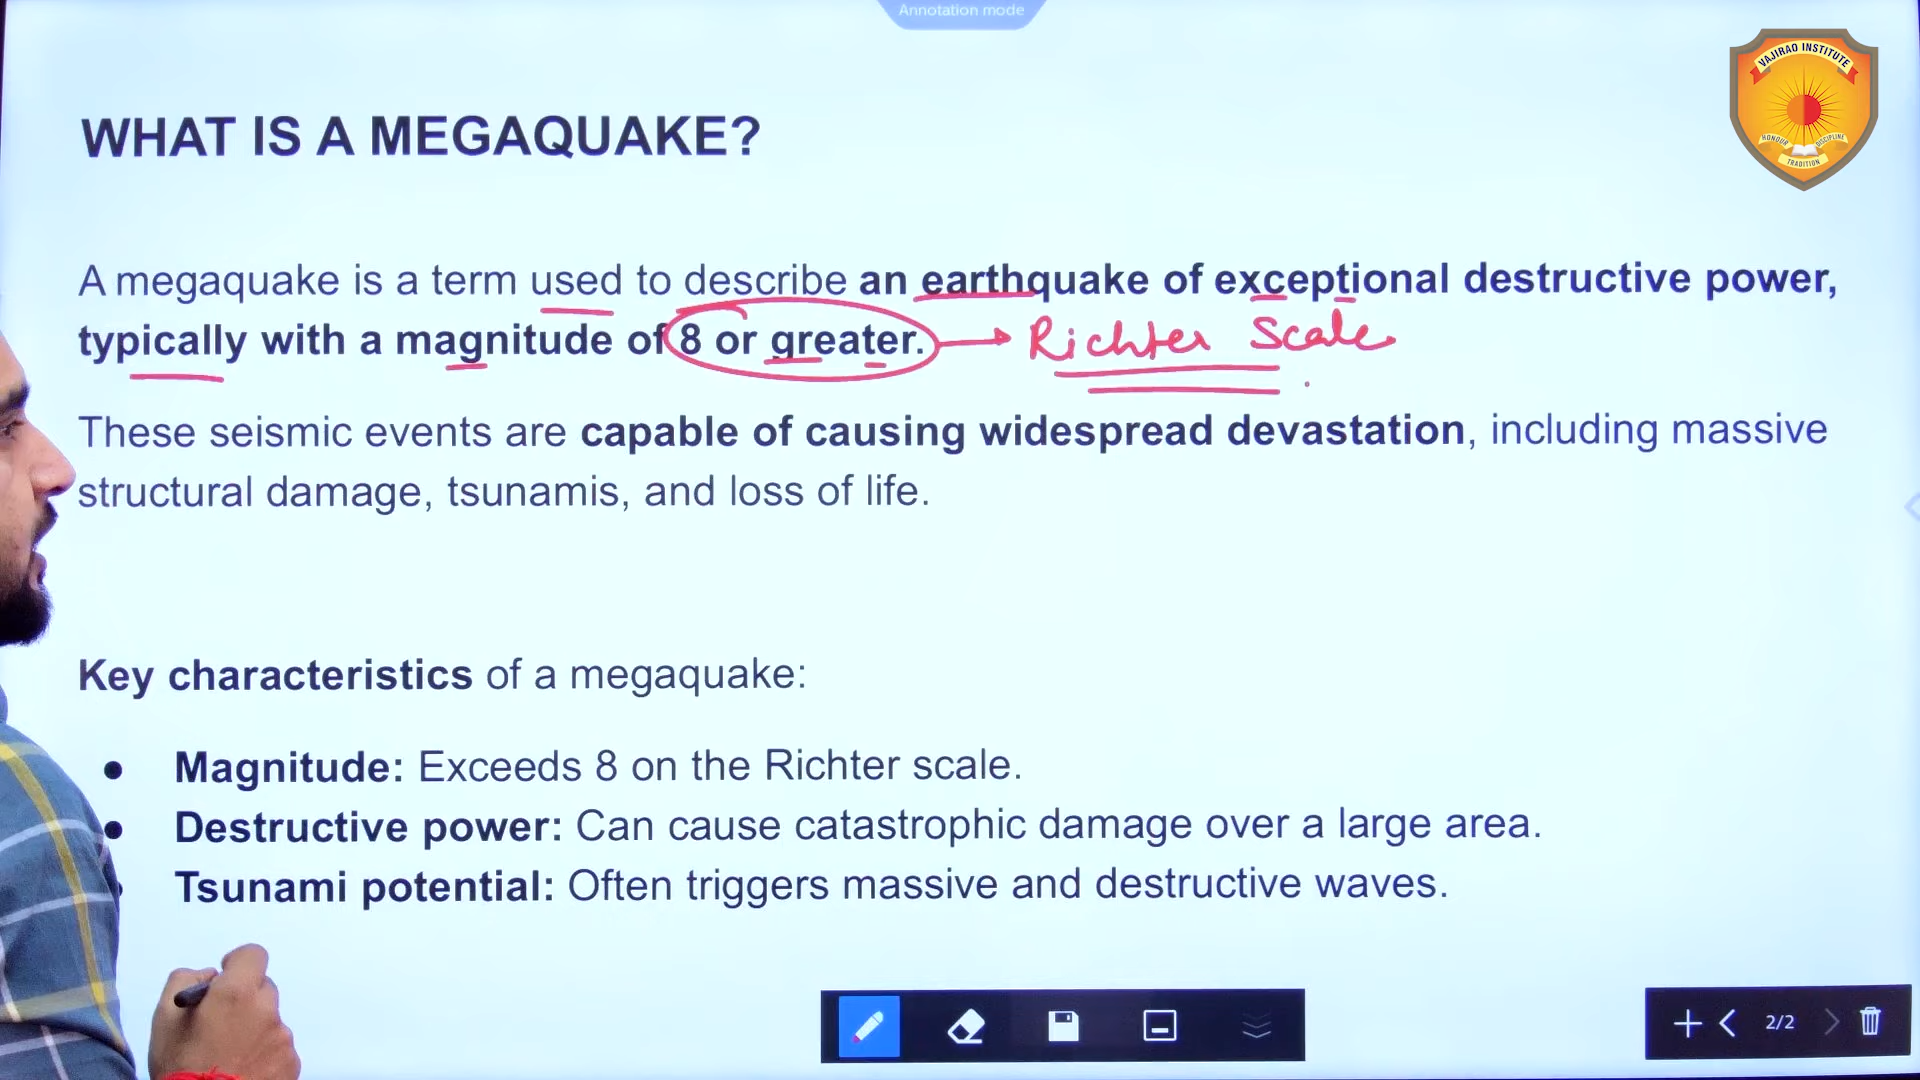 Annotation mode
VAJIRAO INSTITUTE
HONOUR
DISCIPLINE
TRADITION
WHAT IS A MEGAQUAKE?
A megaquake is a term used to describe an earthquake of exceptional destructive power,
typically with a magnitude of 8 or greater. Richter Scale
These seismic events are capable of causing widespread devastation, including massive
structural damage, tsunamis, and loss of life.
Key characteristics of a megaquake:
• Magnitude: Exceeds 8 on the Richter scale.
• Destructive power: Can cause catastrophic damage over a large area.
• Tsunami potential: Often triggers massive and destructive waves.
2/2